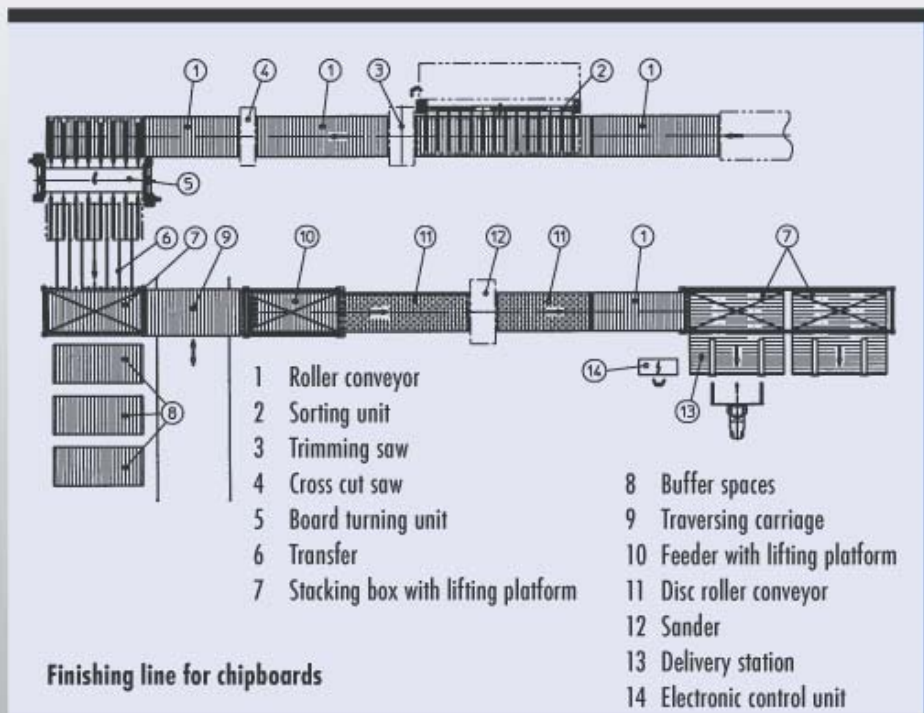 1 4 1 3 2 1
5
6 7 9 10 11 12 11 1 7
8
14
13
1 Roller conveyor
2 Sorting unit
3 Trimming saw
4 Cross cut saw
5 Board turning unit
6 Transfer
7 Stacking box with lifting platform
8 Buffer spaces
9 Traversing carriage
10 Feeder with lifting platform
11 Disc roller conveyor
12 Sander
13 Delivery station
14 Electronic control unit
Finishing line for chipboards